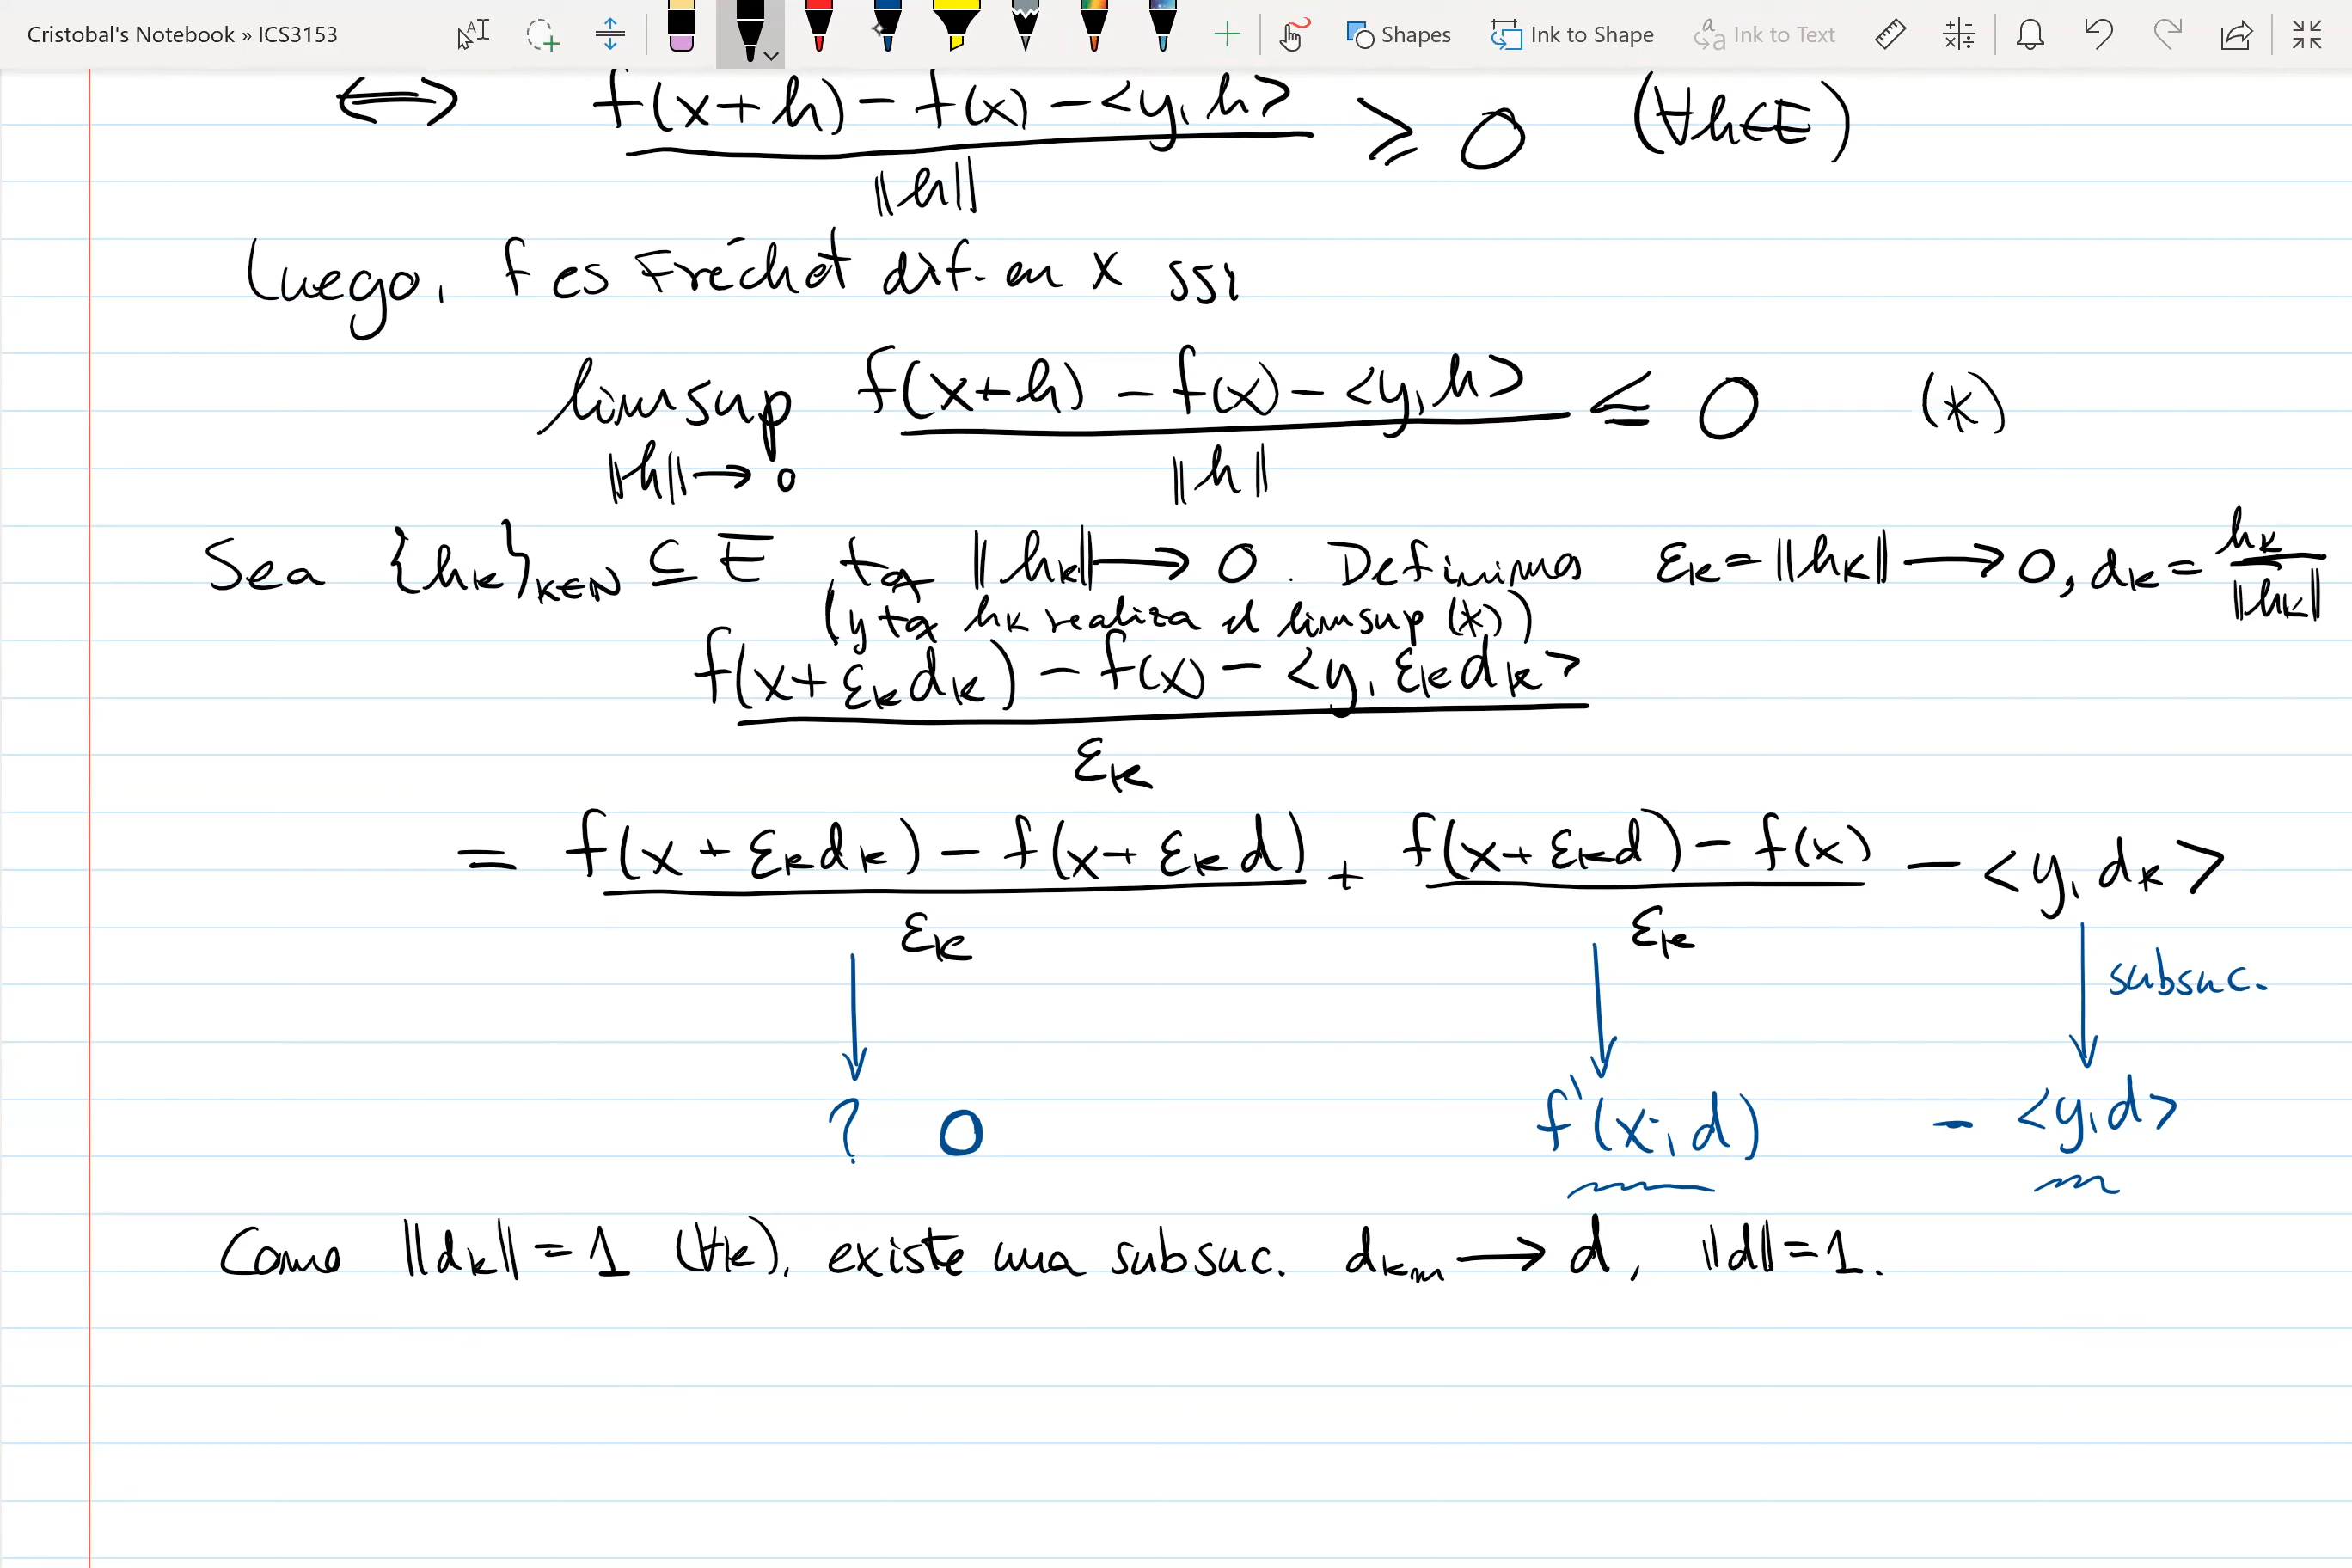 Cristobal's Notebook » ICS3153
Shapes Ink to Shape Ink to Text
⟺ f(x+h) - f(x) - <y, h> / ‖h‖ ≥ 0 (∀h∈E)
Luego, f es Fréchet dif. en x ssi
limsup ‖h‖→0 f(x+h) - f(x) - <y, h> / ‖h‖ ≤ 0 (*)
Sea {hₖ}ₖ∈ℕ ⊆ E tq ‖hₖ‖ → 0. Definimos εₖ = ‖hₖ‖ → 0, dₖ = hₖ / ‖hₖ‖
(y tq hₖ realiza el limsup (*))
f(x + εₖdₖ) - f(x) - <y, εₖdₖ> / εₖ
= f(x + εₖdₖ) - f(x + εₖd) / εₖ + f(x + εₖd) - f(x) / εₖ - <y, dₖ>
↓ ↓ ↓ subsuc.
? 0 f'(x; d) - <y, d>
Como ‖dₖ‖ = 1 (∀k), existe una subsuc. dₖₘ → d, ‖d‖ = 1.